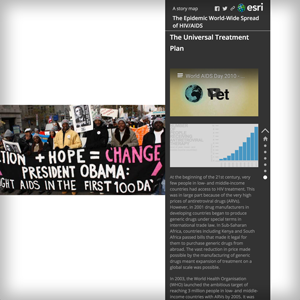 A story map
esri
The Epidemic World-Wide Spread
of HIV/AIDS
The Universal Treatment
Plan
World AIDS Day 2010 -
Pet
TION + HOPE = CHANGE
PRESIDENT OBAMA:
GHT AIDS IN THE FIRST 100 DAY
At the beginning of the 21st century, very
few people in low- and middle-income
countries had access to HIV treatment. This
was in large part because of the very high
prices of antiretroviral drugs (ARVs).
However, in 2001 drug manufacturers in
developing countries began to produce
generic drugs under special terms in
international trade law. In Sub-Saharan
Africa, countries including Kenya and South
Africa passed bills that made it legal for
them to purchase generic drugs from
abroad. The vast reduction in price made
possible by the manufacturing of generic
drugs meant expansion of treatment on a
global scale was possible.
In 2003, the World Health Organisation
(WHO) launched the ambitious target of
reaching 3 million people in low- and middle-
income countries with ARVs by 2005. It was